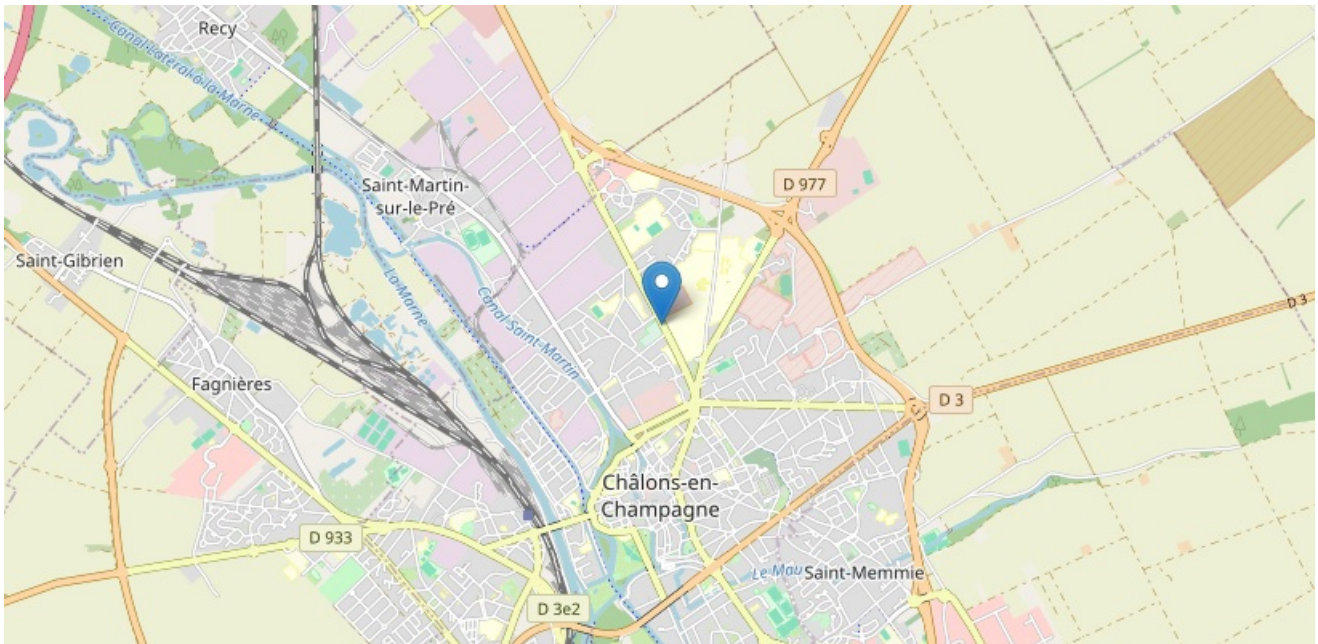 Recy
Canal Latéral à la Marne
Saint-Martin-
sur-le-Pré
D 977
Saint-Gibrien
La Marne
Canal Saint-Martin
D 3
Fagnières
D 3
Châlons-en-
Champagne
D 933
Le Mau
Saint-Memmie
D 3e2